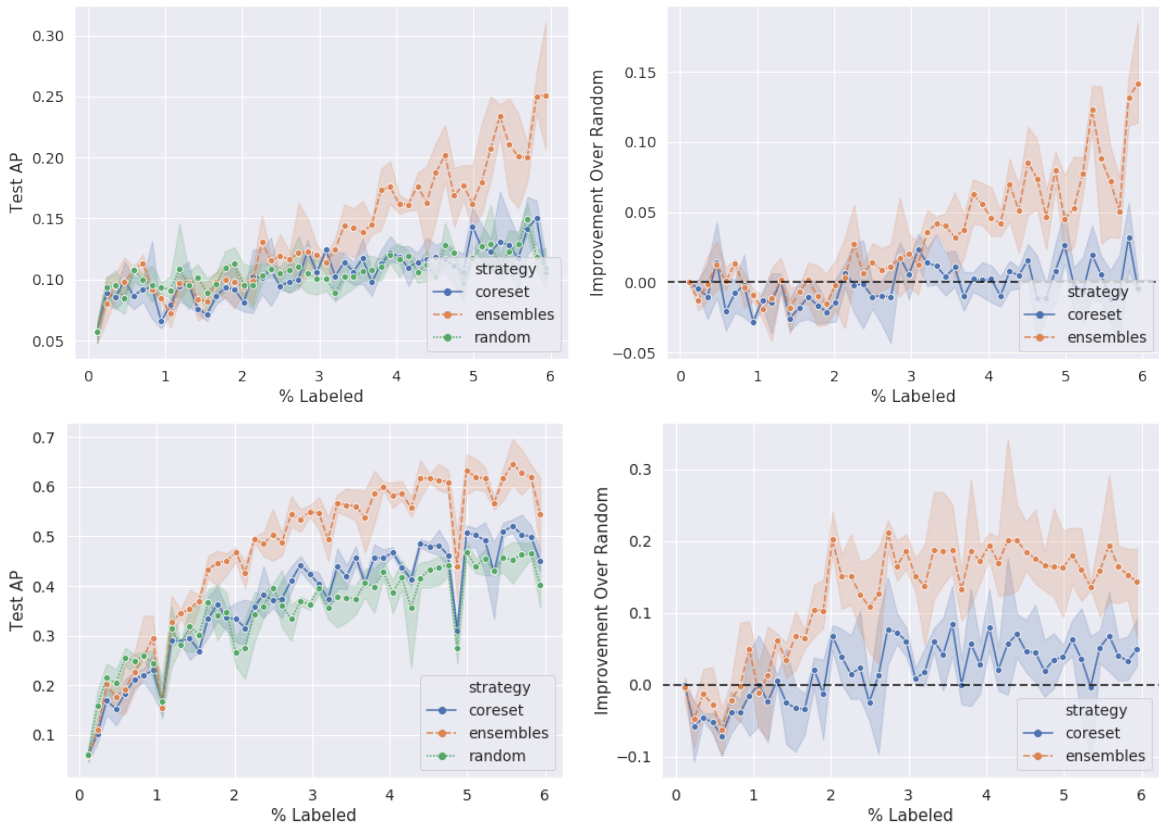 0.30
0.25
0.20
0.15
0.10
0.05
Test AP
0 1 2 3 4 5 6
% Labeled
strategy
coreset
ensembles
random
0.15
0.10
0.05
0.00
−0.05
Improvement Over Random
0 1 2 3 4 5 6
% Labeled
strategy
coreset
ensembles
0.7
0.6
0.5
0.4
0.3
0.2
0.1
Test AP
0 1 2 3 4 5 6
% Labeled
strategy
coreset
ensembles
random
0.3
0.2
0.1
0.0
−0.1
Improvement Over Random
0 1 2 3 4 5 6
% Labeled
strategy
coreset
ensembles